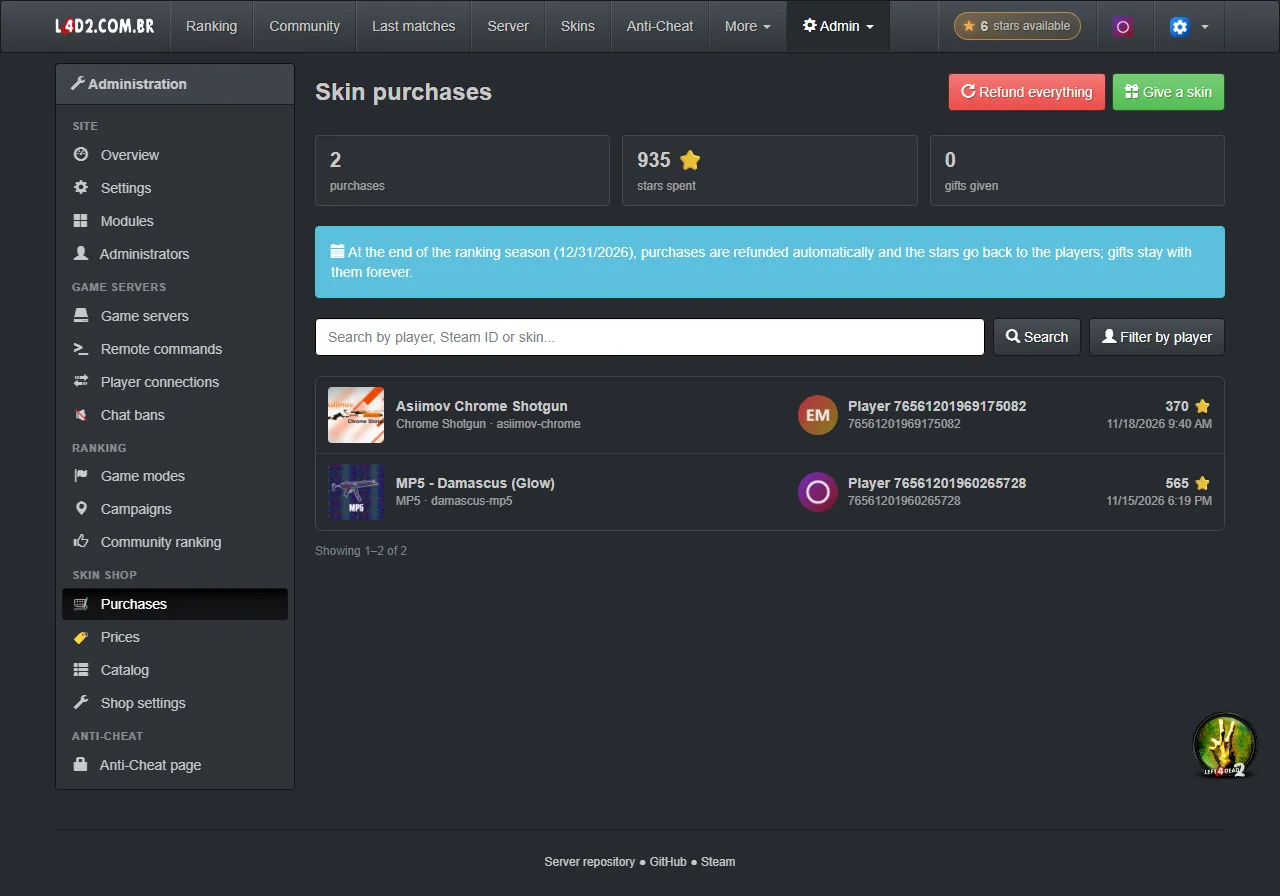 L4D2.COM.BR Ranking Community Last matches Server Skins Anti-Cheat More Admin 6 stars available
Administration
SITE
Overview
Settings
Modules
Administrators
GAME SERVERS
Game servers
Remote commands
Player connections
Chat bans
RANKING
Game modes
Campaigns
Community ranking
SKIN SHOP
Purchases
Prices
Catalog
Shop settings
ANTI-CHEAT
Anti-Cheat page
Skin purchases
Refund everything Give a skin
2
purchases
935
stars spent
0
gifts given
At the end of the ranking season (12/31/2026), purchases are refunded automatically and the stars go back to the players; gifts stay with
them forever.
Search by player, Steam ID or skin... Search Filter by player
Asiimov Chrome Shotgun EM Player 76561201969175082 370
Chrome Shotgun · asiimov-chrome 76561201969175082 11/18/2026 9:40 AM
MP5 - Damascus (Glow) Player 76561201960265728 565
MP5 · damascus-mp5 76561201960265728 11/15/2026 6:19 PM
MP5
Showing 1–2 of 2
LEFT 4 DEAD 2
Server repository ● GitHub ● Steam